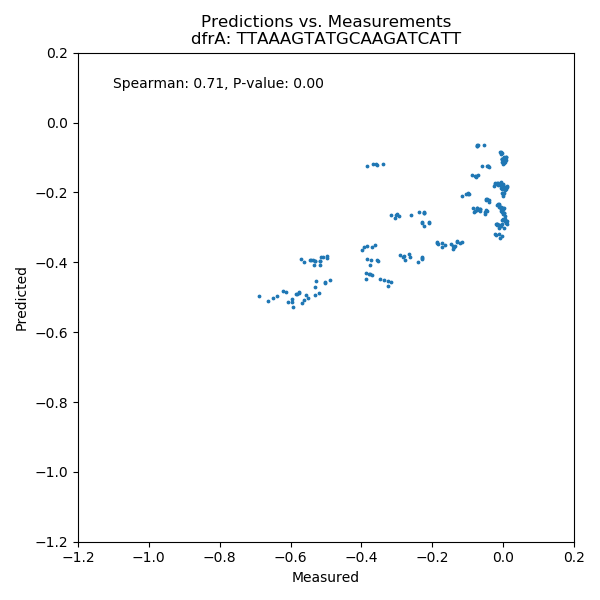 Predictions vs. Measurements
dfrA: TTAAAGTATGCAAGATCATT
Spearman: 0.71, P-value: 0.00
0.2
0.0
−0.2
−0.4
−0.6
−0.8
−1.0
−1.2
Predicted
−1.2 −1.0 −0.8 −0.6 −0.4 −0.2 0.0 0.2
Measured